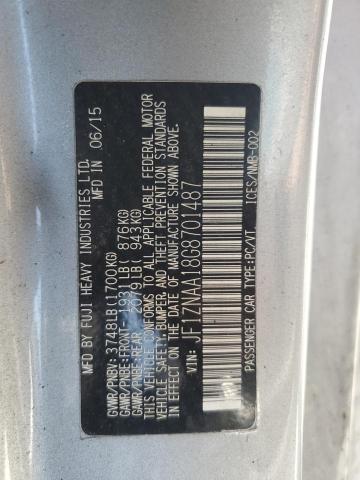 MFD BY FUJI HEAVY INDUSTRIES LTD.
MFD IN 06/15
GVWR/PNBV: 3748LB(1700KG)
GAWR/PNBE:FRONT- 1931LB( 876KG)
GAWR/PNBE:REAR- 2079LB( 943KG)
THIS VEHICLE CONFORMS TO ALL APPLICABLE FEDERAL MOTOR
VEHICLE SAFETY,BUMPER,AND THEFT PREVENTION STANDARDS
IN EFFECT ON THE DATE OF MANUFACTURE SHOWN ABOVE.
JF1ZNAA18G8701487
ICES/NMB-002
PASSENGER CAR TYPE:PC/VT